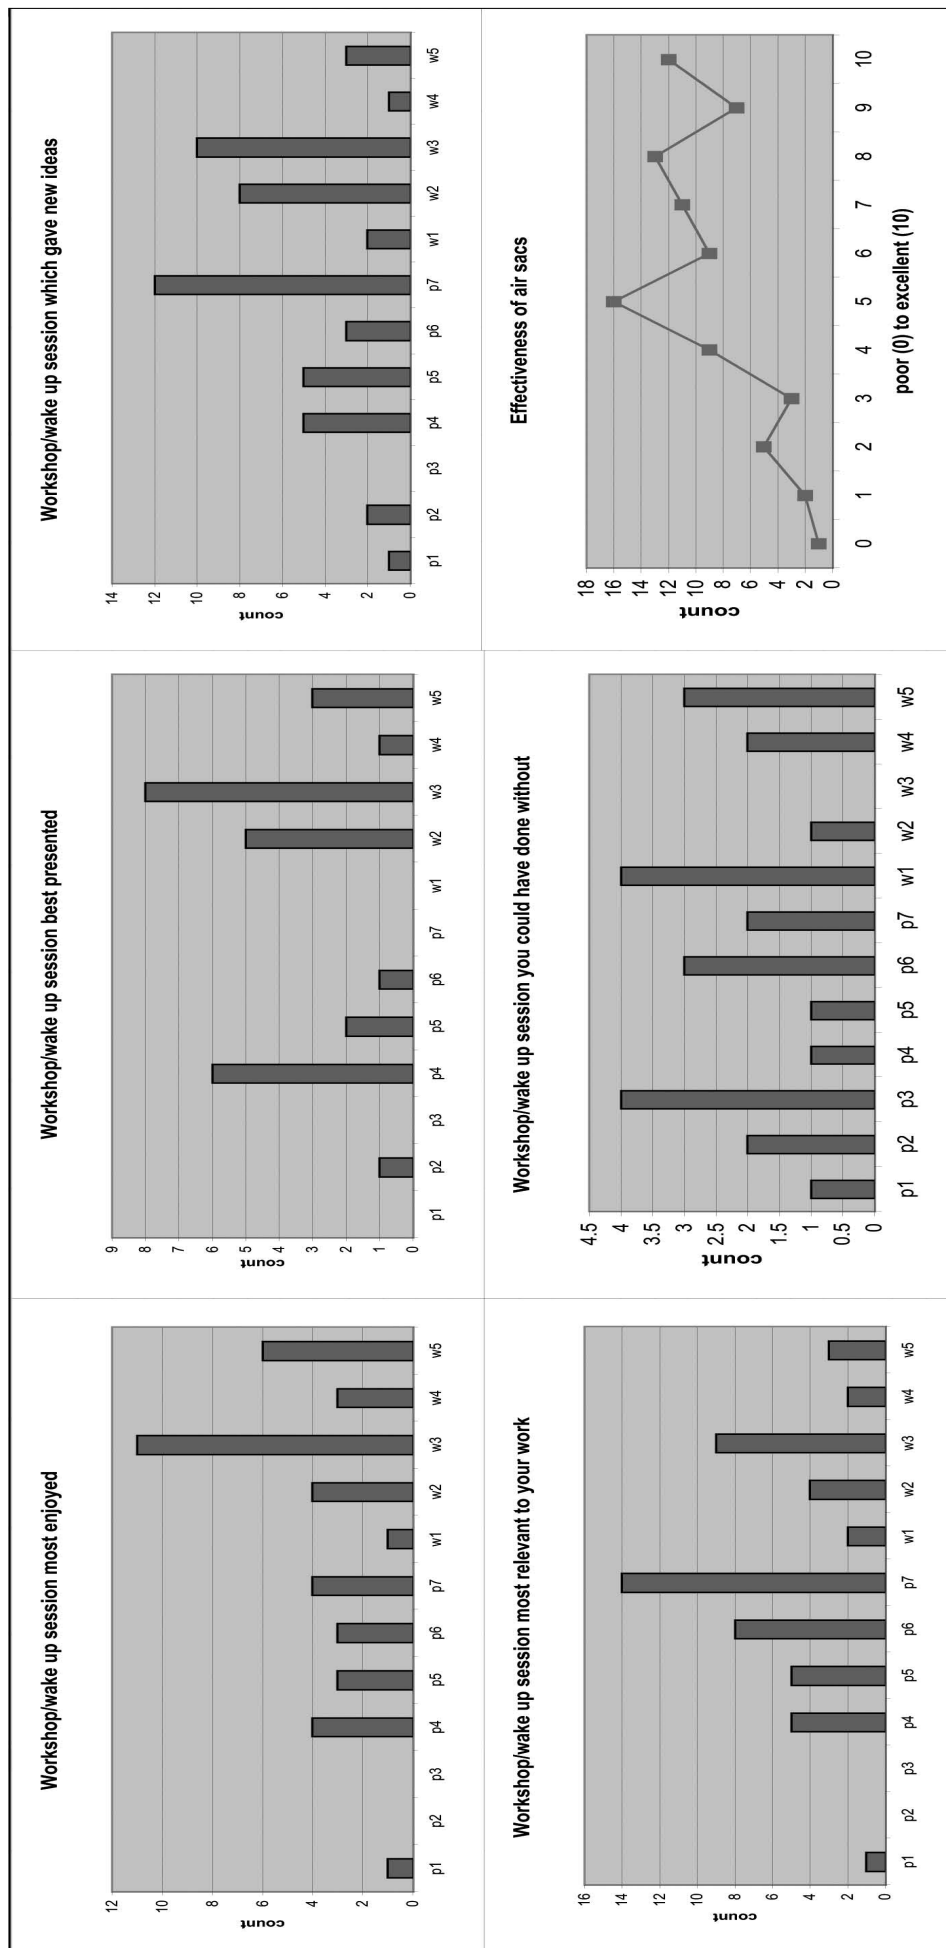 Workshop/wake up session most enjoyed
count
12
10
8
6
4
2
0
p1 p2 p3 p4 p5 p6 p7 w1 w2 w3 w4 w5
Workshop/wake up session best presented
count
9
8
7
6
5
4
3
2
1
0
p1 p2 p3 p4 p5 p6 p7 w1 w2 w3 w4 w5
Workshop/wake up session which gave new ideas
count
14
12
10
8
6
4
2
0
p1 p2 p3 p4 p5 p6 p7 w1 w2 w3 w4 w5
Workshop/wake up session most relevant to your work
count
16
14
12
10
8
6
4
2
0
p1 p2 p3 p4 p5 p6 p7 w1 w2 w3 w4 w5
Workshop/wake up session you could have done without
count
4.5
4
3.5
3
2.5
2
1.5
1
0.5
0
p1 p2 p3 p4 p5 p6 p7 w1 w2 w3 w4 w5
Effectiveness of air sacs
count
18
16
14
12
10
8
6
4
2
0
0 1 2 3 4 5 6 7 8 9 10
poor (0) to excellent (10)